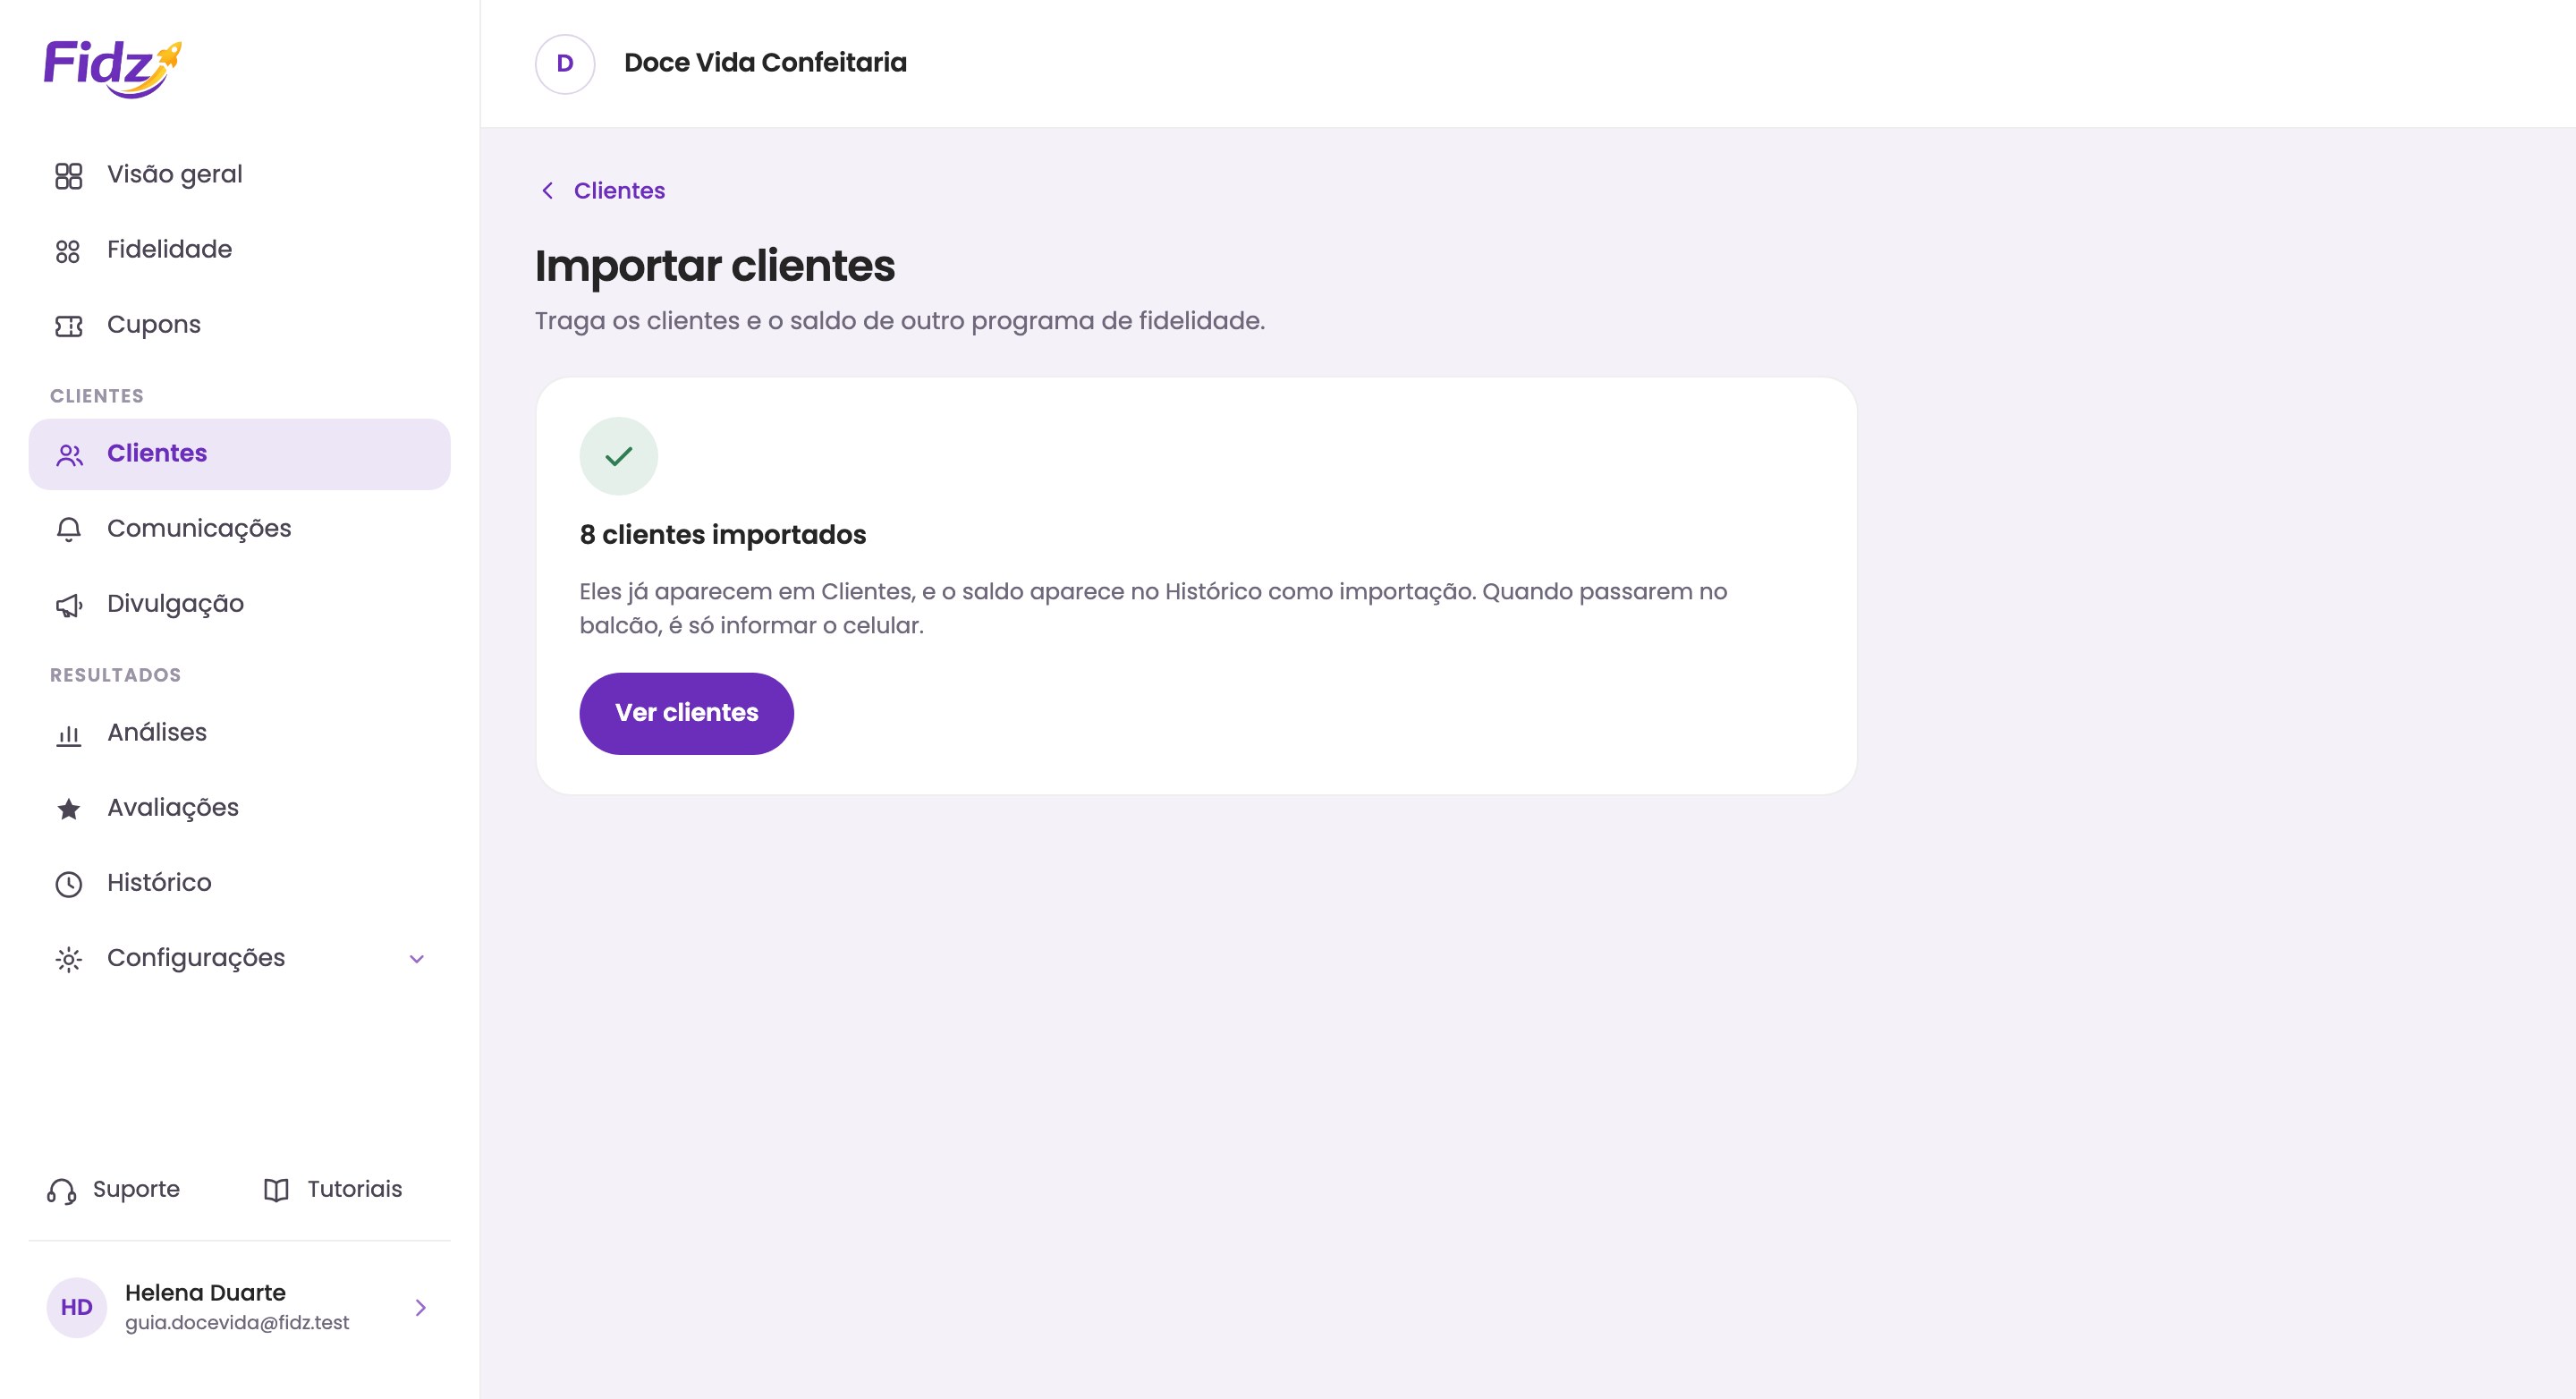 Fidz
Visão geral
Fidelidade
Cupons
CLIENTES
Clientes
Comunicações
Divulgação
RESULTADOS
Análises
Avaliações
Histórico
Configurações
Suporte
Tutoriais
HD
Helena Duarte
guia.docevida@fidz.test
D
Doce Vida Confeitaria
Clientes
Importar clientes
Traga os clientes e o saldo de outro programa de fidelidade.
8 clientes importados
Eles já aparecem em Clientes, e o saldo aparece no Histórico como importação. Quando passarem no
balcão, é só informar o celular.
Ver clientes